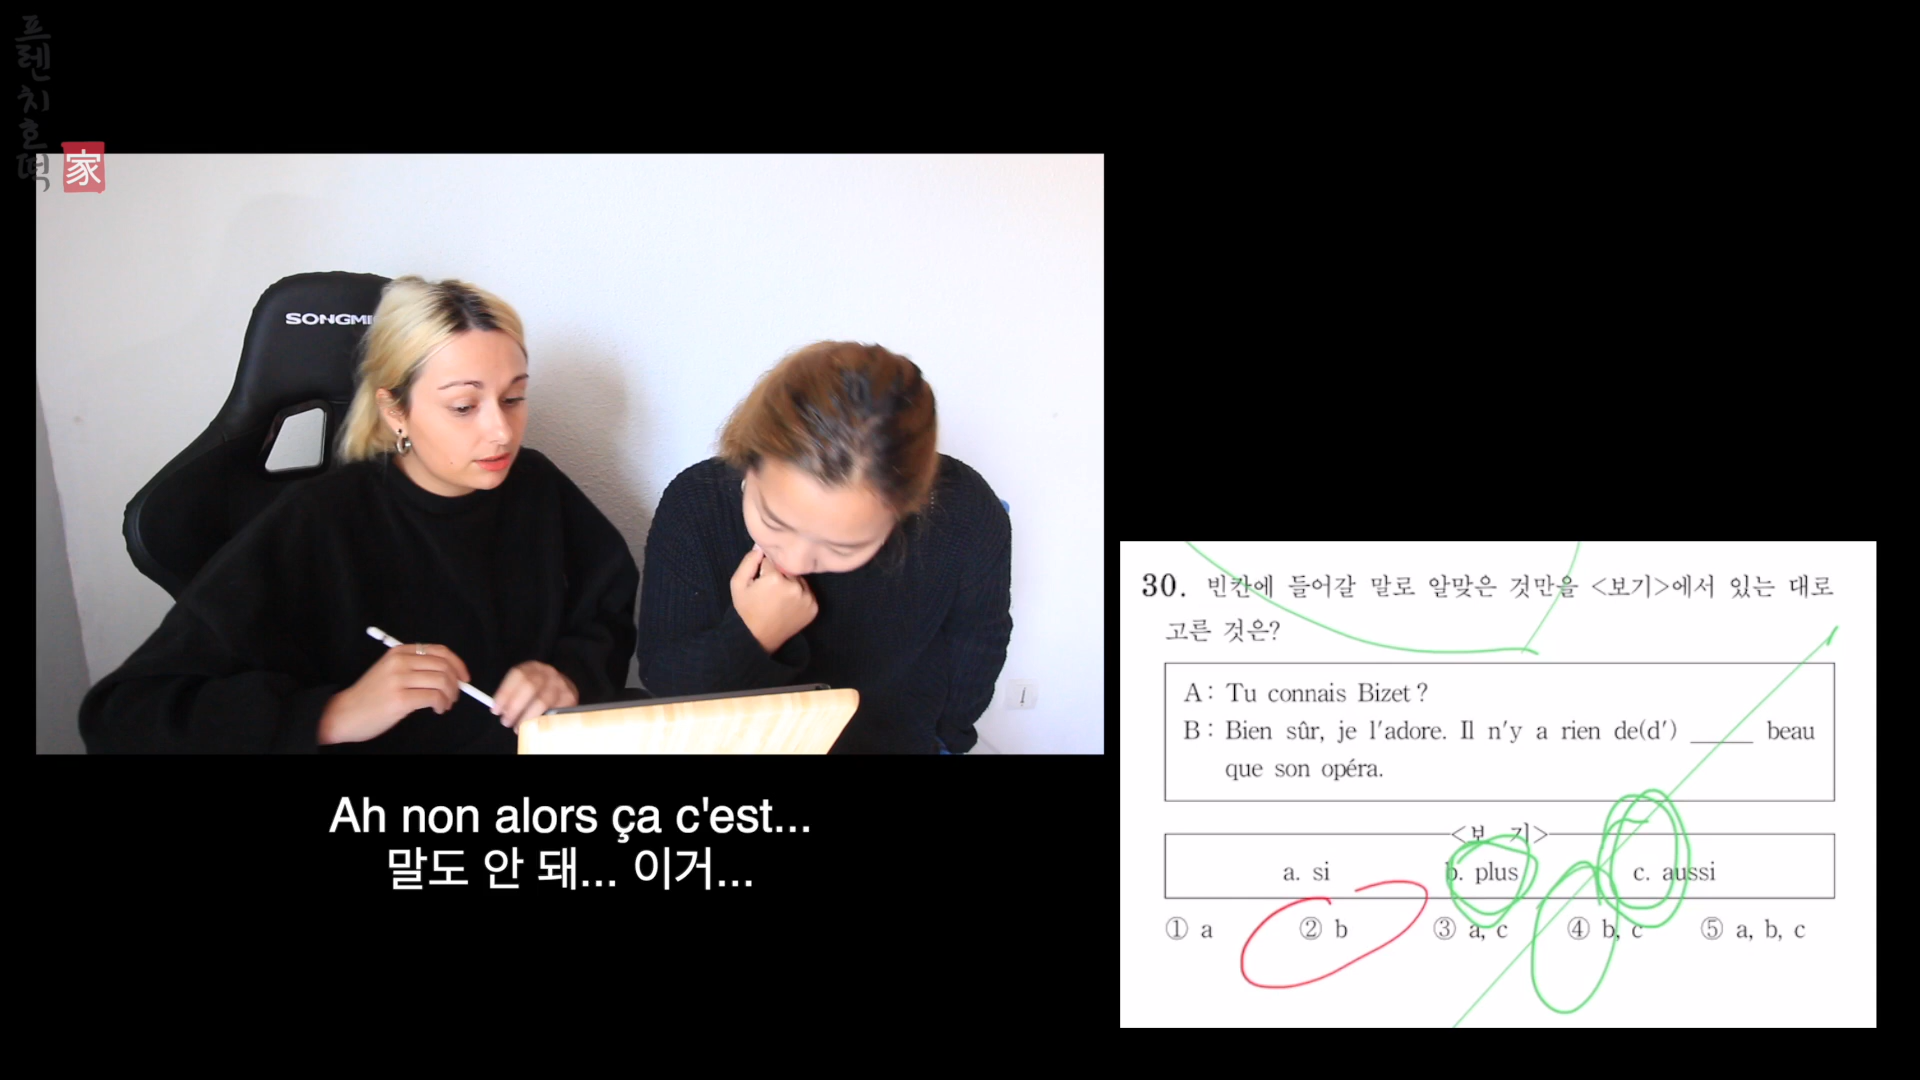 프렌치호떡
家
SONGMI
30. 빈칸에 들어갈 말로 알맞은 것만을 <보기>에서 있는 대로
고른 것은?
A : Tu connais Bizet ?
B : Bien sûr, je l'adore. Il n'y a rien de(d') _____ beau
que son opéra.
<보 기>
a. si b. plus c. aussi
① a ② b ③ a, c ④ b, c ⑤ a, b, c
Ah non alors ça c'est...
말도 안 돼... 이거...